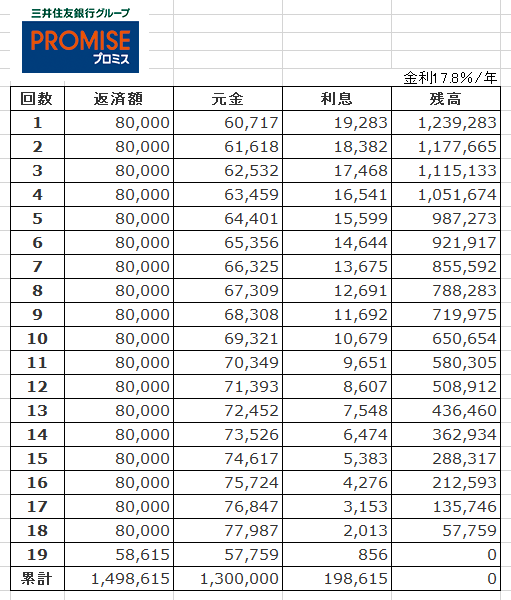 三井住友銀行グループ
PROMISE
プロミス
金利17.8%/年
回数 返済額 元金 利息 残高
1 80,000 60,717 19,283 1,239,283
2 80,000 61,618 18,382 1,177,665
3 80,000 62,532 17,468 1,115,133
4 80,000 63,459 16,541 1,051,674
5 80,000 64,401 15,599 987,273
6 80,000 65,356 14,644 921,917
7 80,000 66,325 13,675 855,592
8 80,000 67,309 12,691 788,283
9 80,000 68,308 11,692 719,975
10 80,000 69,321 10,679 650,654
11 80,000 70,349 9,651 580,305
12 80,000 71,393 8,607 508,912
13 80,000 72,452 7,548 436,460
14 80,000 73,526 6,474 362,934
15 80,000 74,617 5,383 288,317
16 80,000 75,724 4,276 212,593
17 80,000 76,847 3,153 135,746
18 80,000 77,987 2,013 57,759
19 58,615 57,759 856 0
累計 1,498,615 1,300,000 198,615 0